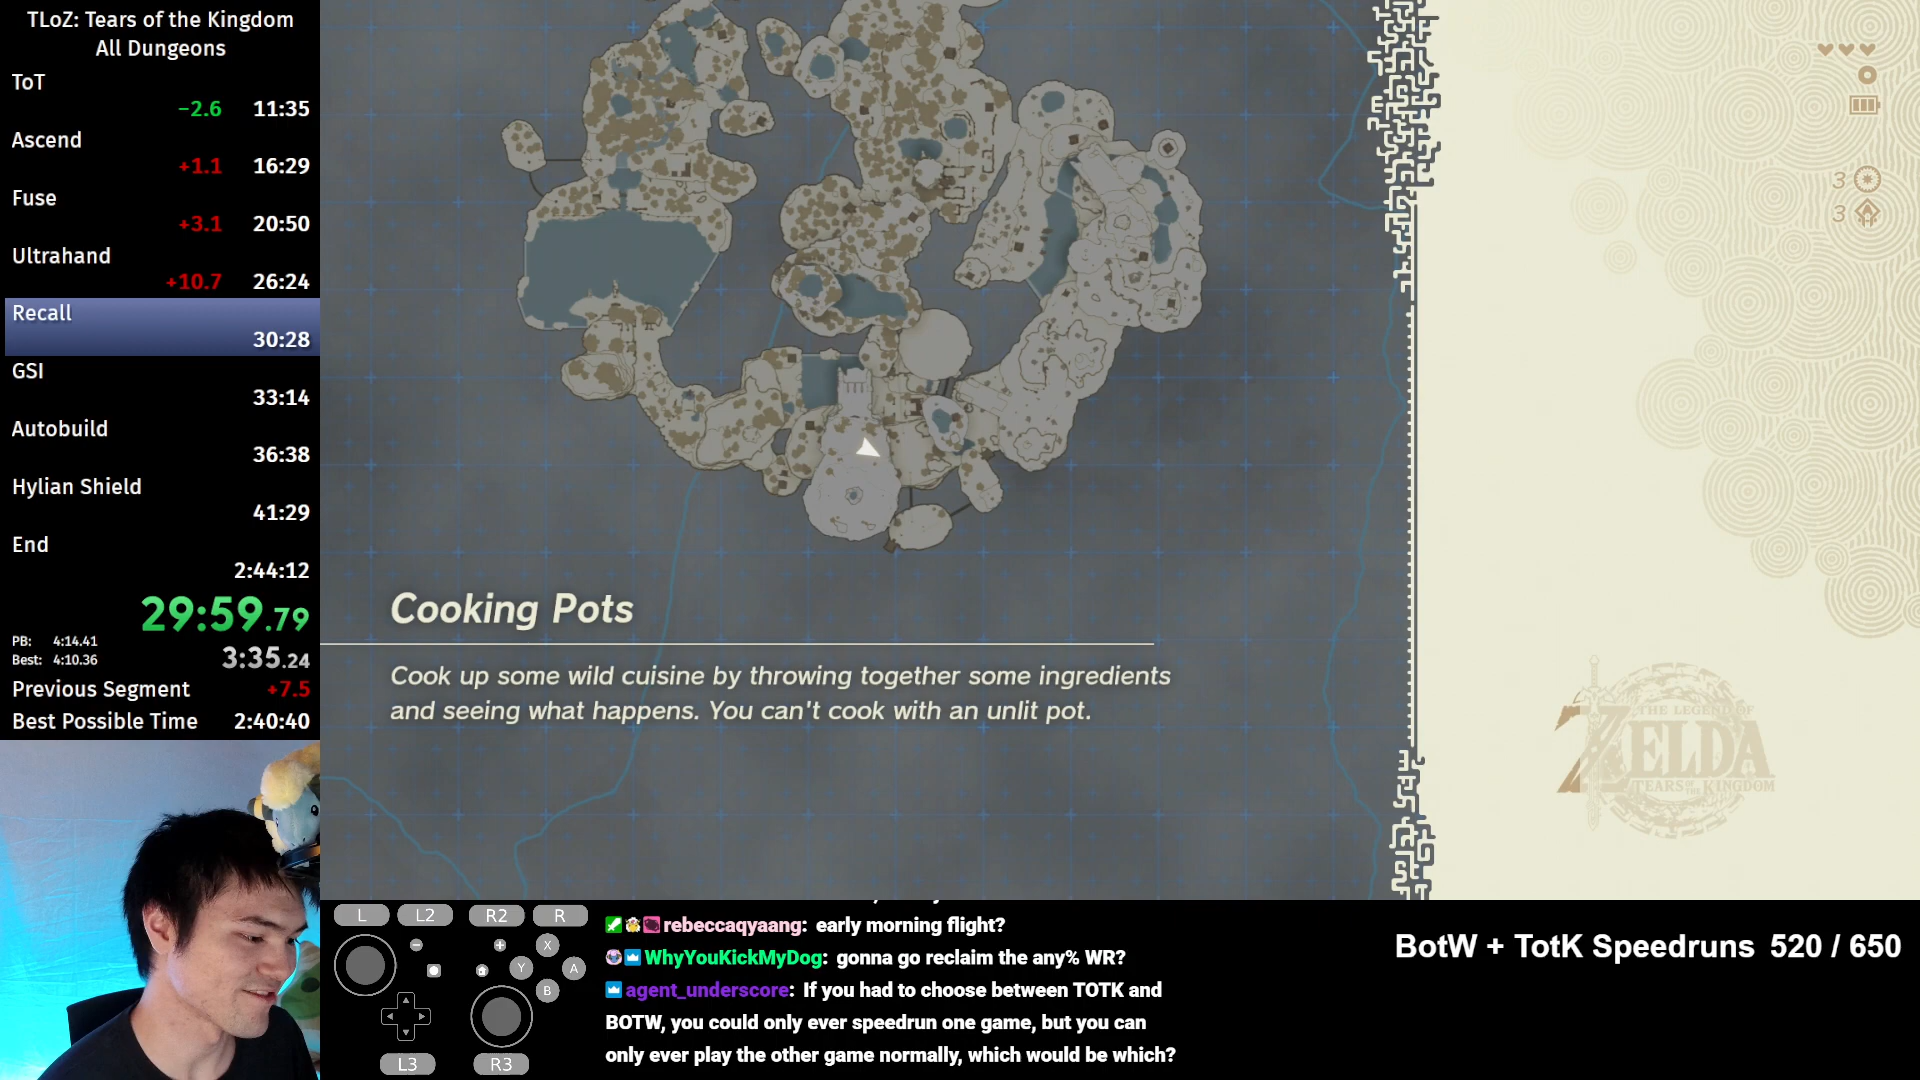 TLoZ: Tears of the Kingdom
All Dungeons
ToT
−2.6 11:35
Ascend
+1.1 16:29
Fuse
+3.1 20:50
Ultrahand
+10.7 26:24
Recall
30:28
GSI
33:14
Autobuild
36:38
Hylian Shield
41:29
End
2:44:12
29:59.79
PB: 4:14.41
Best: 4:10.36
3:35.24
Previous Segment +7.5
Best Possible Time 2:40:40
3
3
Cooking Pots
Cook up some wild cuisine by throwing together some ingredients
and seeing what happens. You can't cook with an unlit pot.
THE LEGEND OF
ZELDA
TEARS OF THE KINGDOM
L L2 R2 R
X
Y A
B
L3 R3
rebeccaqyaang: early morning flight?
WhyYouKickMyDog: gonna go reclaim the any% WR?
agent_underscore: If you had to choose between TOTK and
BOTW, you could only ever speedrun one game, but you can
only ever play the other game normally, which would be which?
BotW + TotK Speedruns 520 / 650